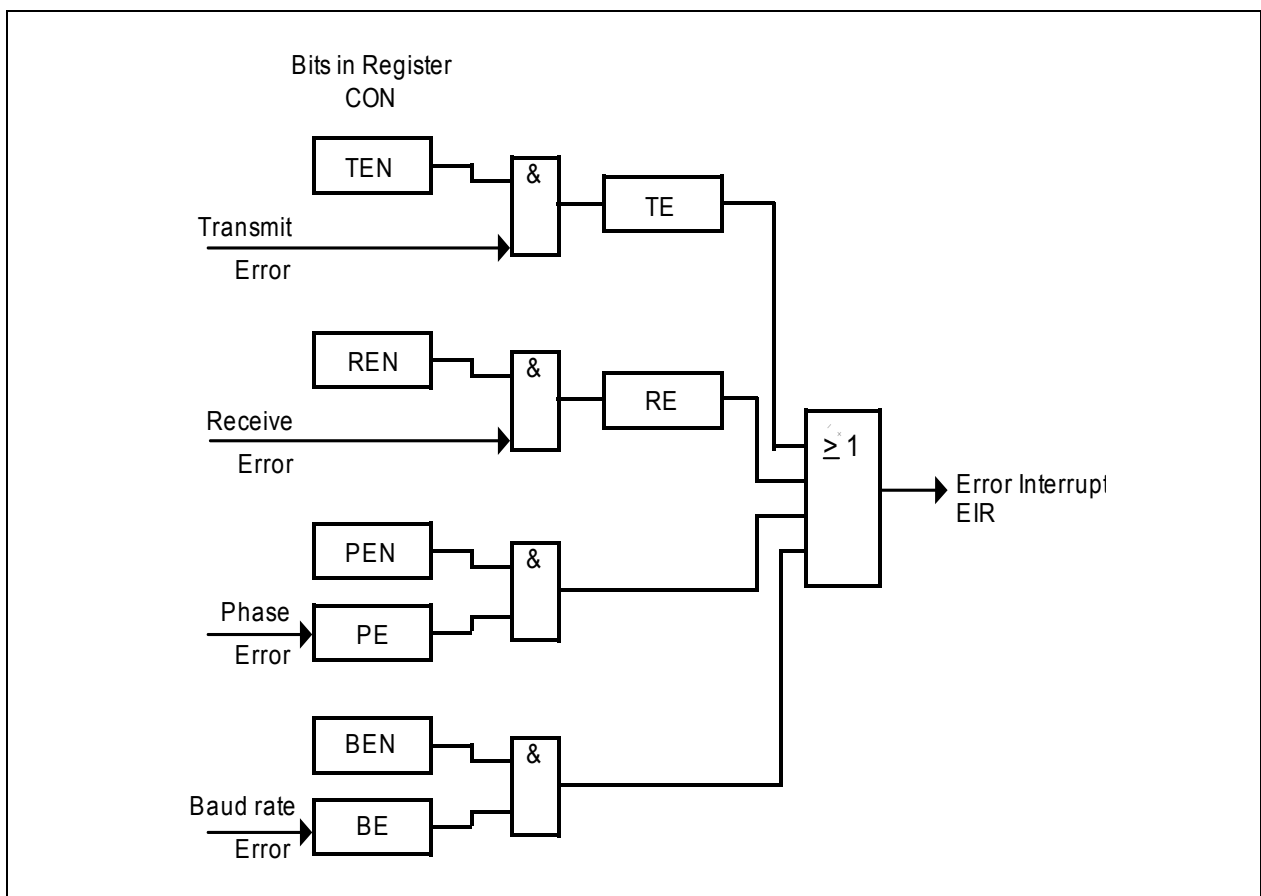 Bits in Register
CON
TEN
&
TE
Transmit
Error
REN
&
RE
Receive
Error
≥ 1
Error Interrupt
EIR
PEN
&
Phase
PE
Error
BEN
&
Baud rate
BE
Error